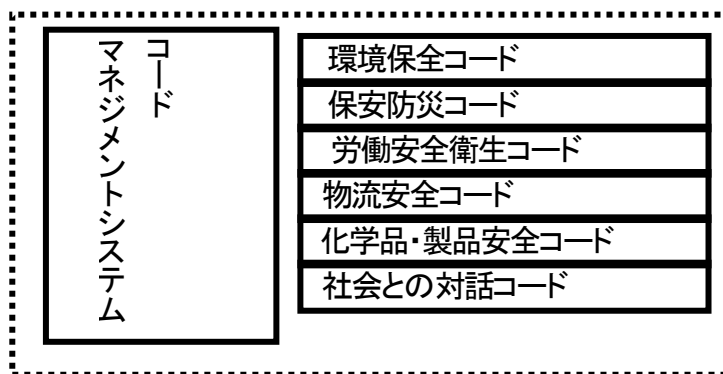 コード
マネジメントシステム
環境保全コード
保安防災コード
労働安全衛生コード
物流安全コード
化学品・製品安全コード
社会との対話コード